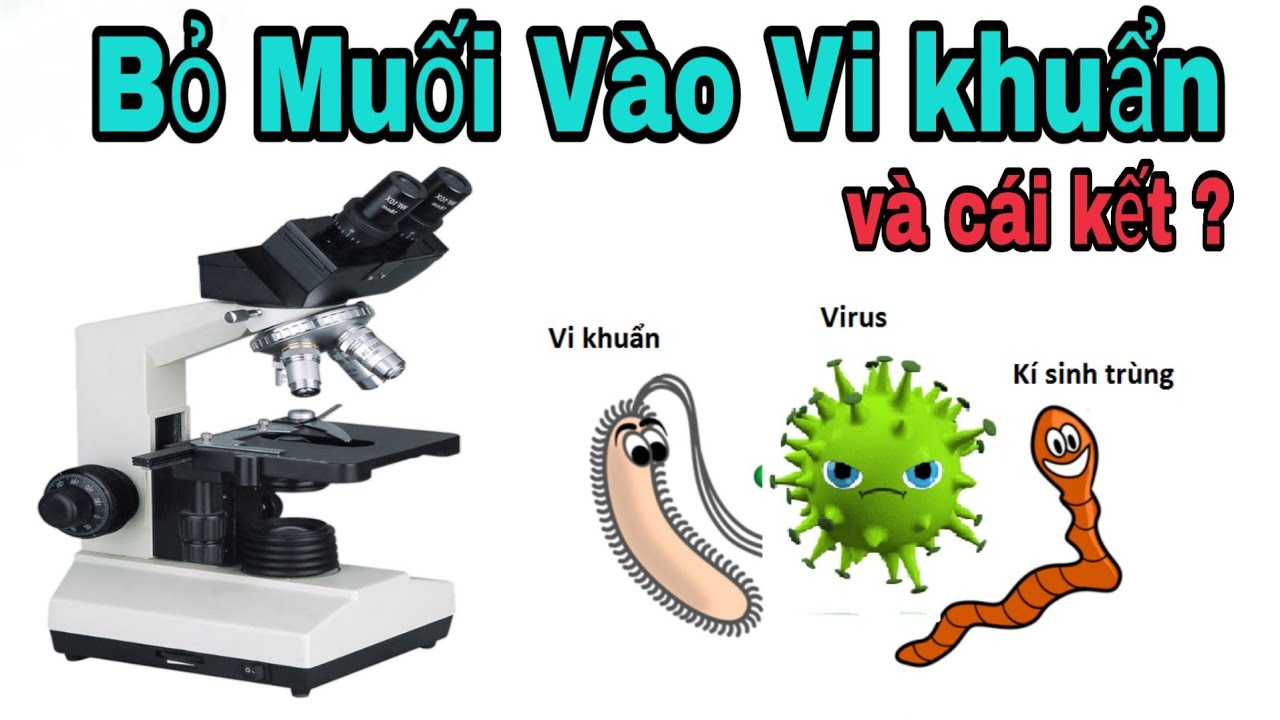 Bỏ Muối Vào Vi khuẩn
và cái kết ?
Virus
Vi khuẩn
Kí sinh trùng